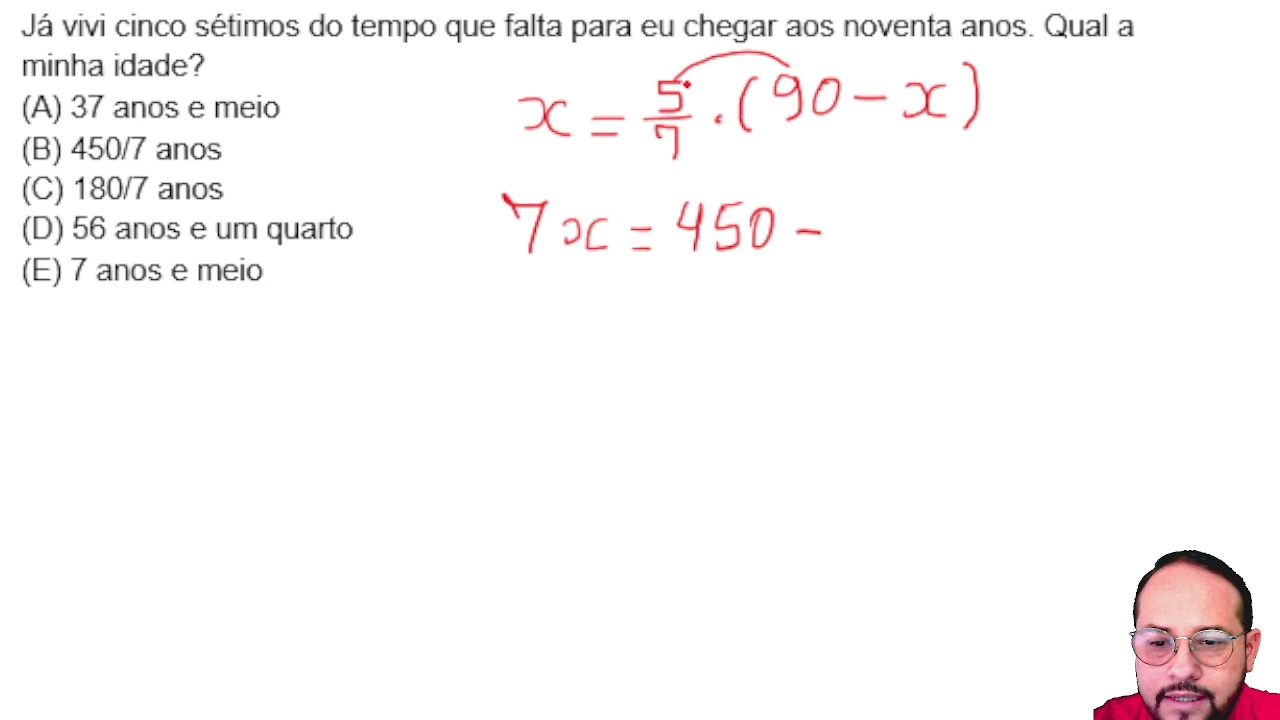 Já vivi cinco sétimos do tempo que falta para eu chegar aos noventa anos. Qual a
minha idade?
(A) 37 anos e meio
(B) 450/7 anos
(C) 180/7 anos
(D) 56 anos e um quarto
(E) 7 anos e meio
x = 5/7 . (90 - x)
7x = 450 -